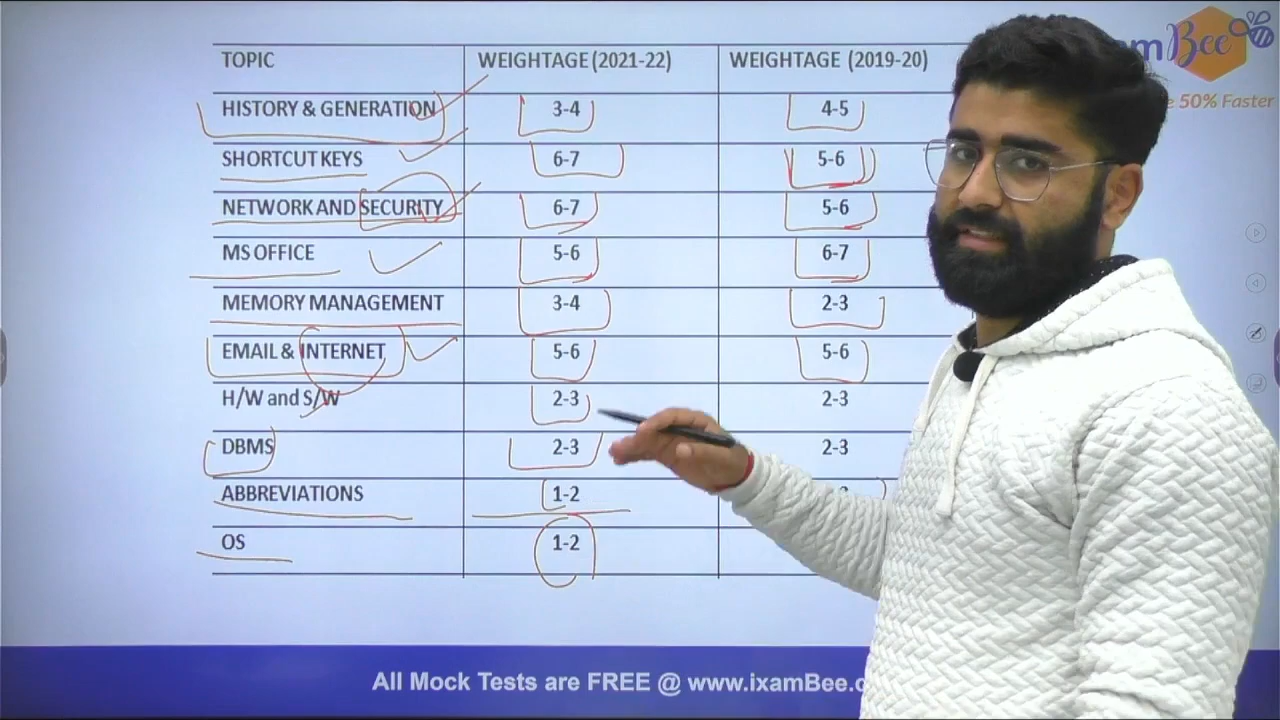 TOPIC WEIGHTAGE (2021-22) WEIGHTAGE (2019-20)
HISTORY & GENERATION 3-4 4-5
SHORTCUT KEYS 6-7 5-6
NETWORK AND SECURITY 6-7 5-6
MS OFFICE 5-6 6-7
MEMORY MANAGEMENT 3-4 2-3
EMAIL & INTERNET 5-6 5-6
H/W and S/W 2-3 2-3
DBMS 2-3 2-3
ABBREVIATIONS 1-2
OS 1-2
Bee
50% Faster
All Mock Tests are FREE @ www.ixamBee.